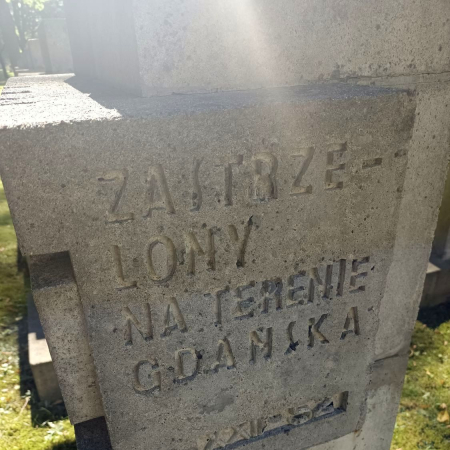 ZASTRZE-
LONY
NA TERENIE
GDAŃSKA